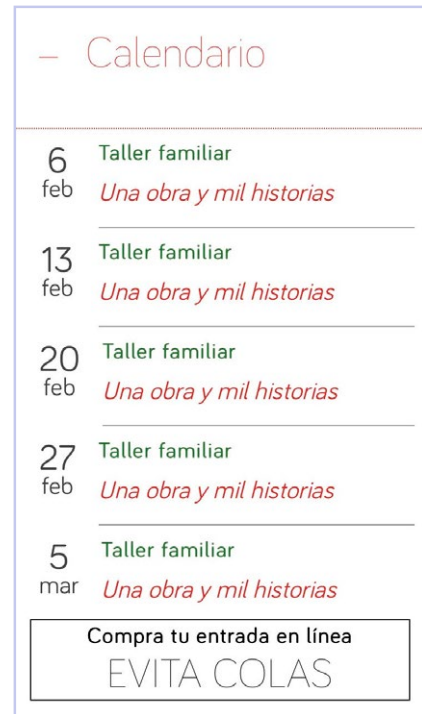 – Calendario
6
feb
Taller familiar
Una obra y mil historias
13
feb
Taller familiar
Una obra y mil historias
20
feb
Taller familiar
Una obra y mil historias
27
feb
Taller familiar
Una obra y mil historias
5
mar
Taller familiar
Una obra y mil historias
Compra tu entrada en línea
EVITA COLAS